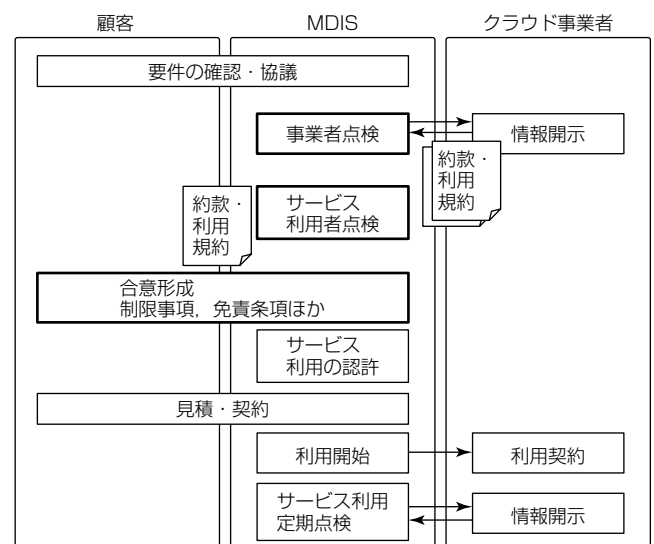 顧客
MDIS
クラウド事業者
要件の確認・協議
事業者点検
情報開示
約款・
利用
規約
約款・
利用
規約
サービス
利用者点検
合意形成
制限事項,免責条項ほか
サービス
利用の認許
見積・契約
利用開始
利用契約
サービス利用
定期点検
情報開示